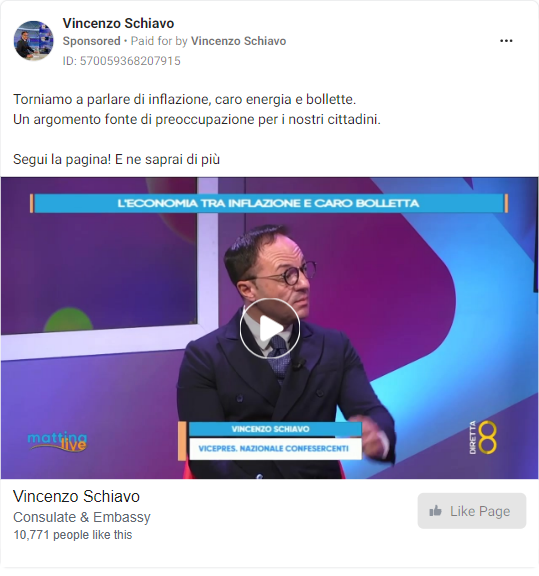 Vincenzo Schiavo
Sponsored • Paid for by Vincenzo Schiavo
ID: 570059368207915
Torniamo a parlare di inflazione, caro energia e bollette.
Un argomento fonte di preoccupazione per i nostri cittadini.
Segui la pagina! E ne saprai di più
L'ECONOMIA TRA INFLAZIONE E CARO BOLLETTA
VINCENZO SCHIAVO
VICEPRES. NAZIONALE CONFESERCENTI
mattina
live
DIRETTA
8
Vincenzo Schiavo
Consulate & Embassy
10,771 people like this
Like Page